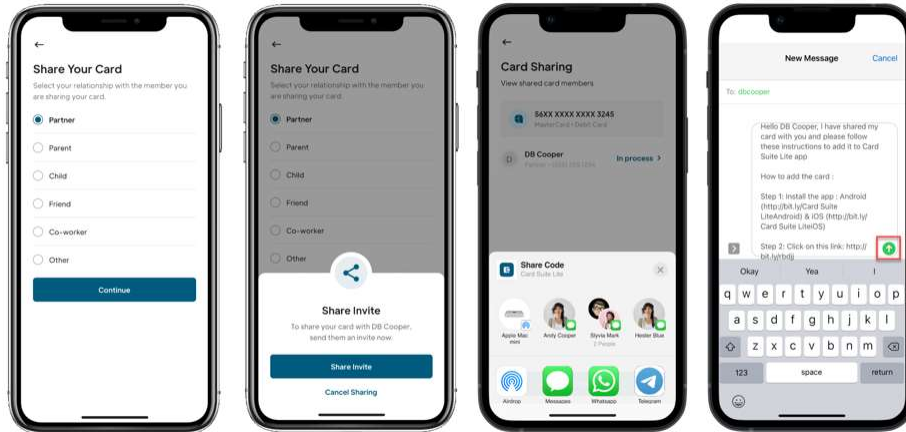 Share Your Card
Select your relationship with the member you
are sharing your card.
Partner
Parent
Child
Friend
Co-worker
Other
Continue
Share Your Card
Select your relationship with the member you
are sharing your card.
Partner
Parent
Child
Friend
Co-worker
Other
Share Invite
To share your card with DB Cooper,
send them an invite now.
Share Invite
Cancel Sharing
Card Sharing
View shared card members
56XX XXXX XXXX 3245
MasterCard • Debit Card
D
DB Cooper
In process >
Share Code
Card Suite Lite
Apple Mac
mini
Andy Cooper
Slyvia Mark
2 People
Hester Blue
Airdrop
Messages
Whatsapp
Telegram
New Message
Cancel
To: dbcooper
Hello DB Cooper, I have shared my
card with you and please follow
these instructions to add it to Card
Suite Lite app
How to add the card :
Step 1: Install the app : Android
(http://bit.ly/Card Suite
LiteAndroid) & IOS (http://bit.ly/
Card Suite LiteiOS)
Step 2: Click on this link: http://
bit.ly/rbdjj
Okay
Yea
I
q w e r t y u i o p
a s d f g h j k l
z x c v b n m
123
space
return